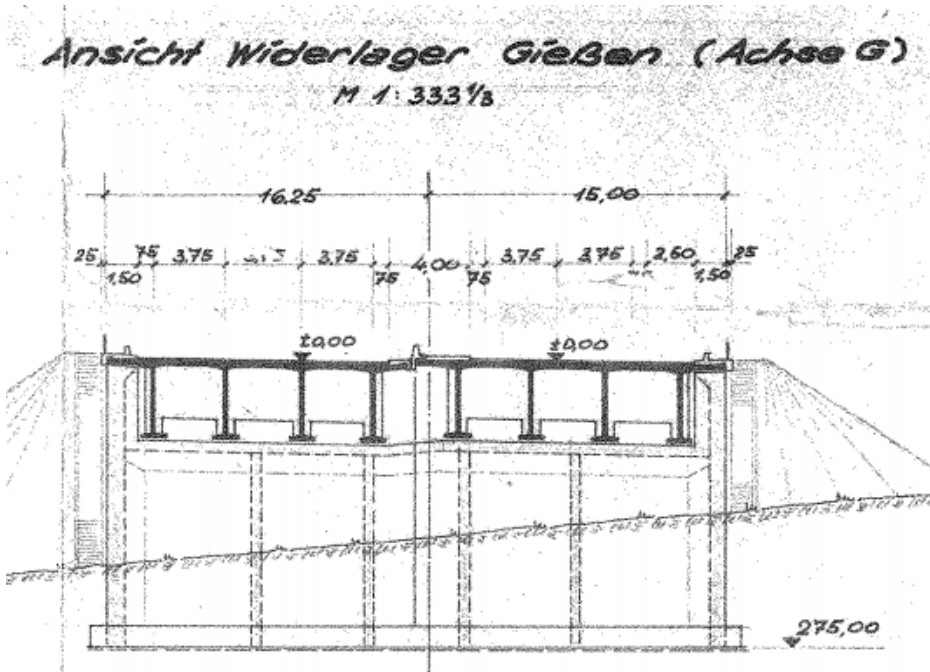 Ansicht Widerlager Gießen (Achse G)
M 1:333 1/3
16.25 15,00
25 75 3.75 3.75 4,00 3,75 3,75 2,60 25
1,50 75 75 1,50
±0,00 ±0,00
275,00